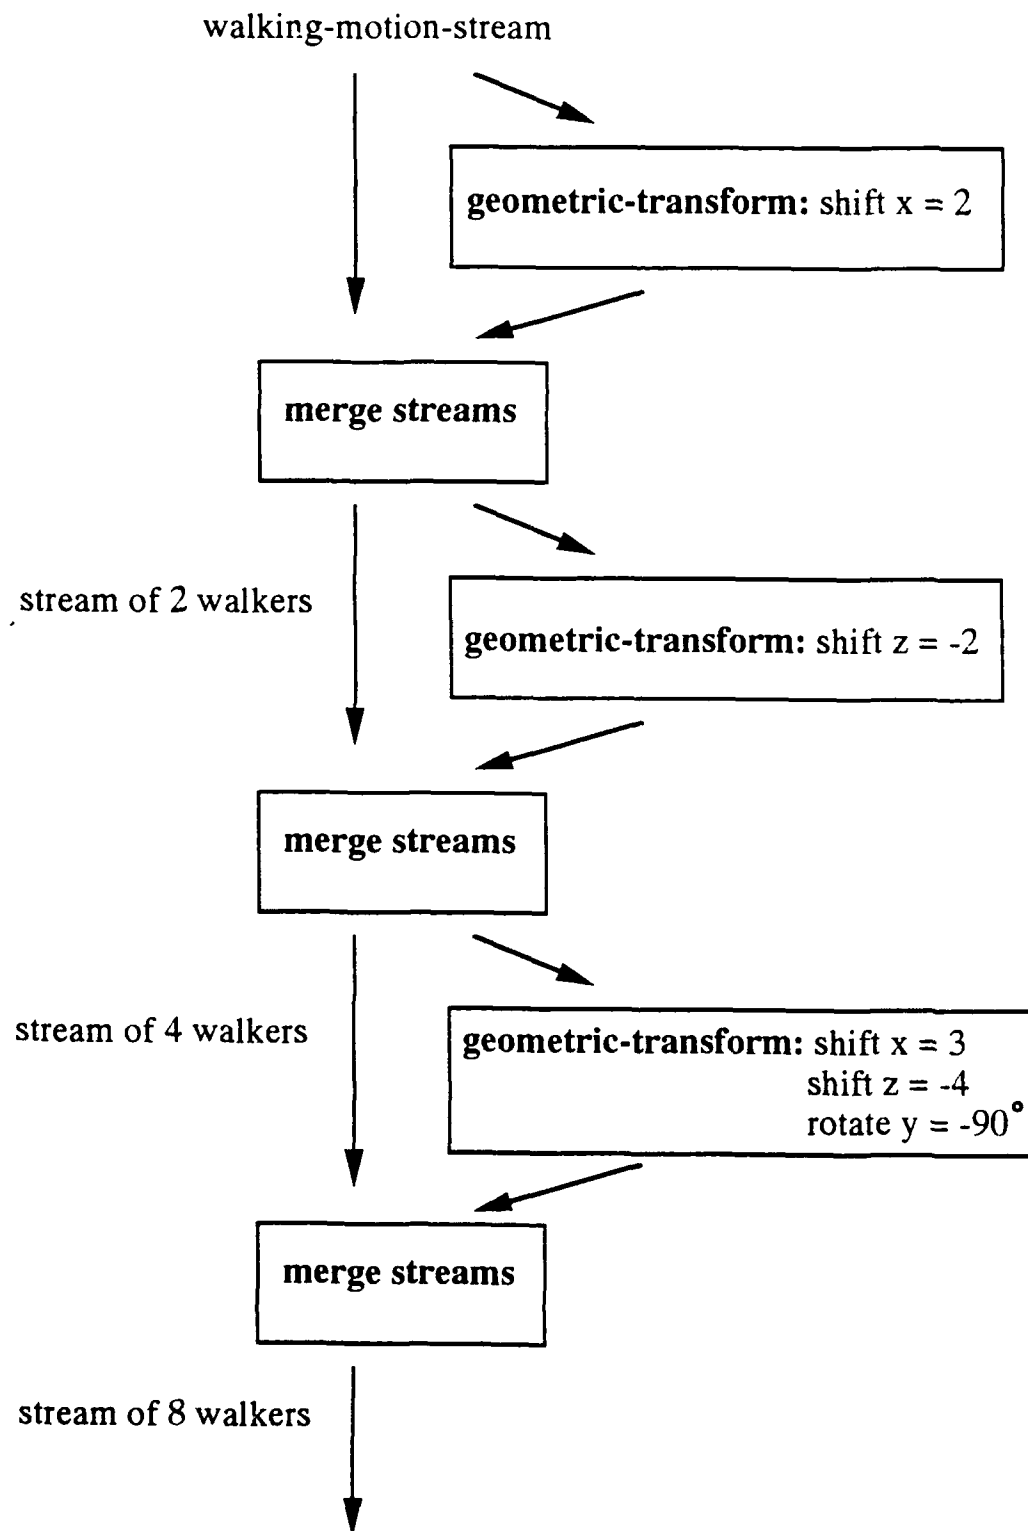 walking-motion-stream
geometric-transform: shift x = 2
merge streams
stream of 2 walkers
geometric-transform: shift z = -2
merge streams
stream of 4 walkers
geometric-transform: shift x = 3
shift z = -4
rotate y = -90°
merge streams
stream of 8 walkers